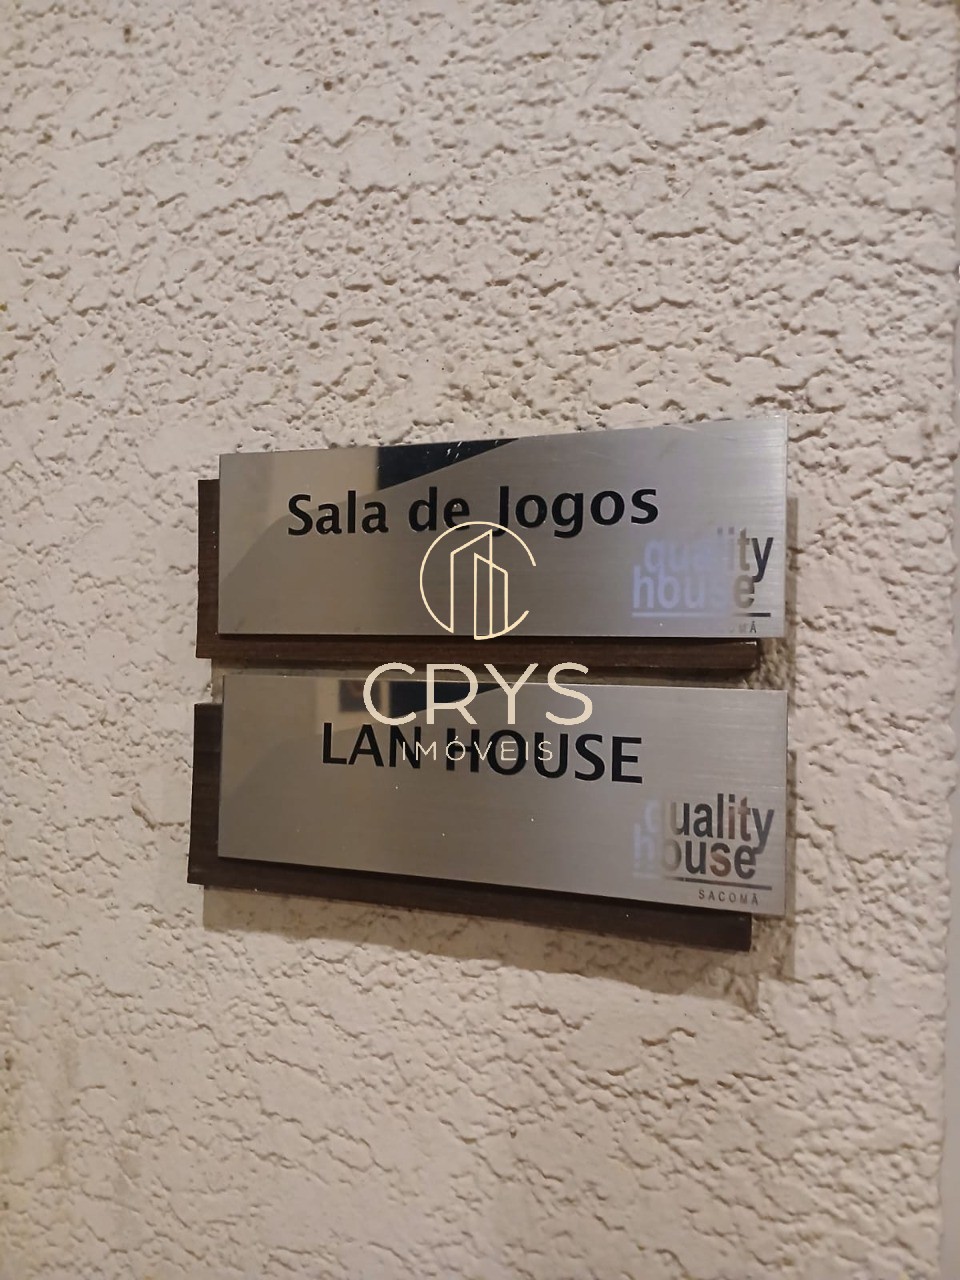 Sala de Jogos
quality
house
CRYS
IMÓVEIS
LAN HOUSE
quality
house
SACOMÃ